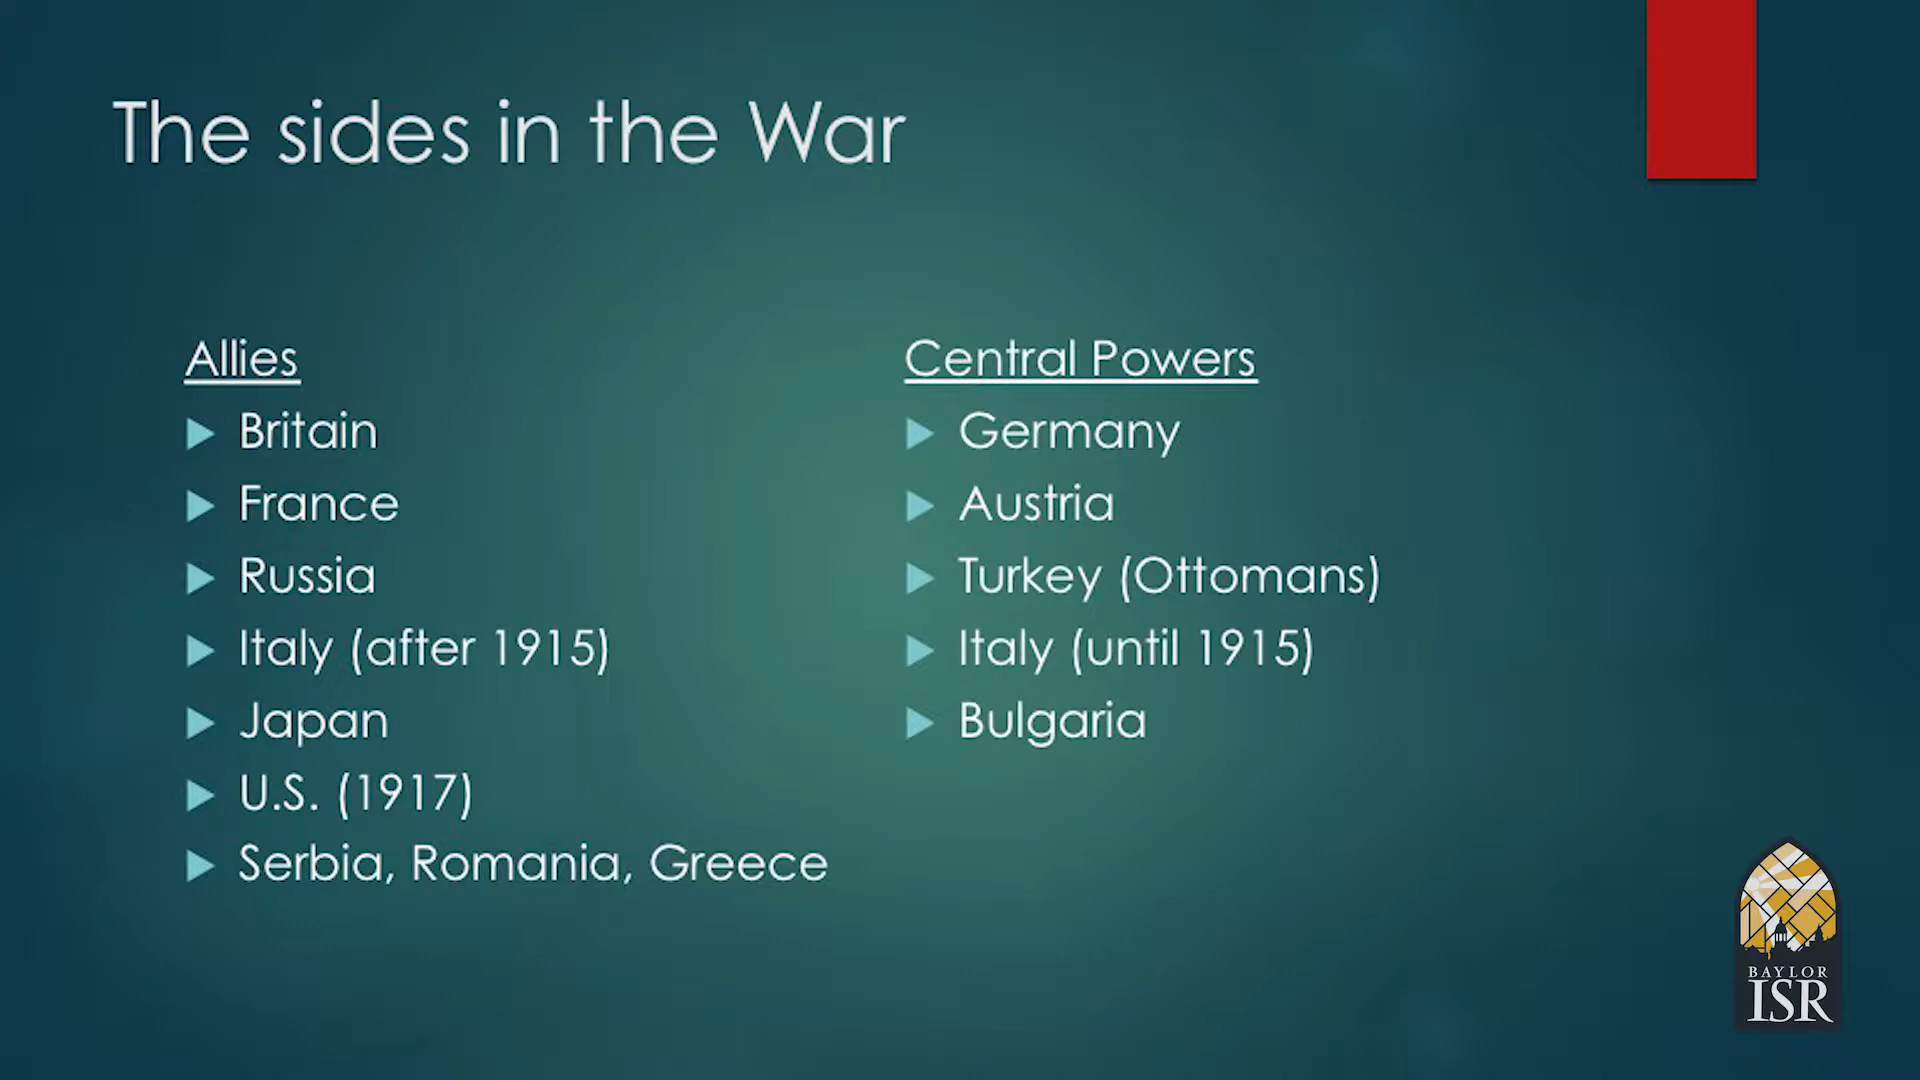 The sides in the War
Allies
Britain
France
Russia
Italy (after 1915)
Japan
U.S. (1917)
Serbia, Romania, Greece
Central Powers
Germany
Austria
Turkey (Ottomans)
Italy (until 1915)
Bulgaria
BAYLOR
ISR